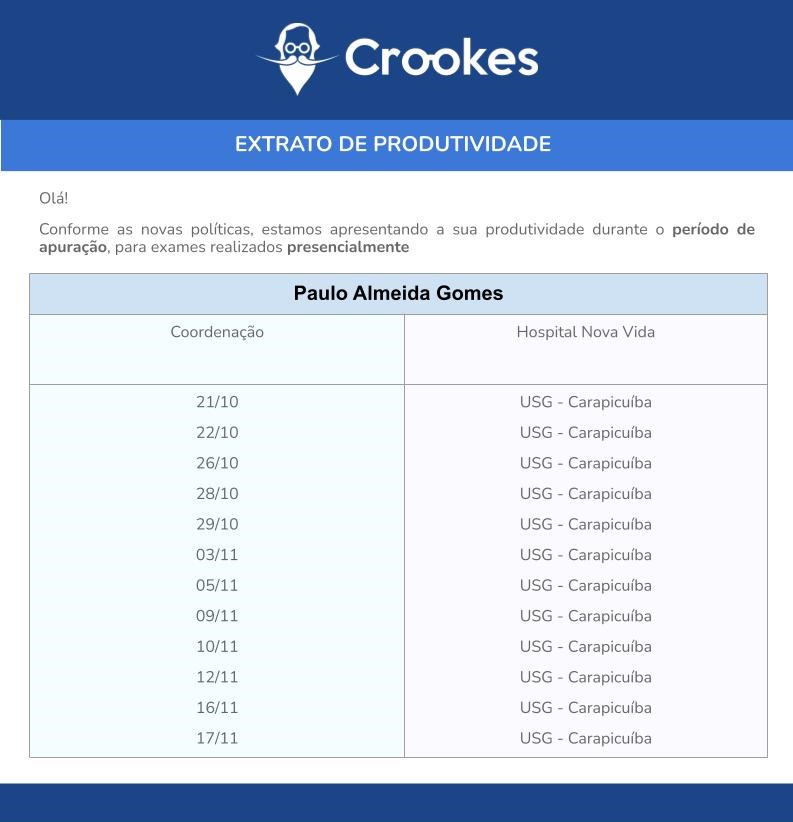 Crookes
EXTRATO DE PRODUTIVIDADE
Olá!
Conforme as novas políticas, estamos apresentando a sua produtividade durante o período de
apuração, para exames realizados presencialmente
Paulo Almeida Gomes
Coordenação Hospital Nova Vida
21/10 USG - Carapicuíba
22/10 USG - Carapicuíba
26/10 USG - Carapicuíba
28/10 USG - Carapicuíba
29/10 USG - Carapicuíba
03/11 USG - Carapicuíba
05/11 USG - Carapicuíba
09/11 USG - Carapicuíba
10/11 USG - Carapicuíba
12/11 USG - Carapicuíba
16/11 USG - Carapicuíba
17/11 USG - Carapicuíba